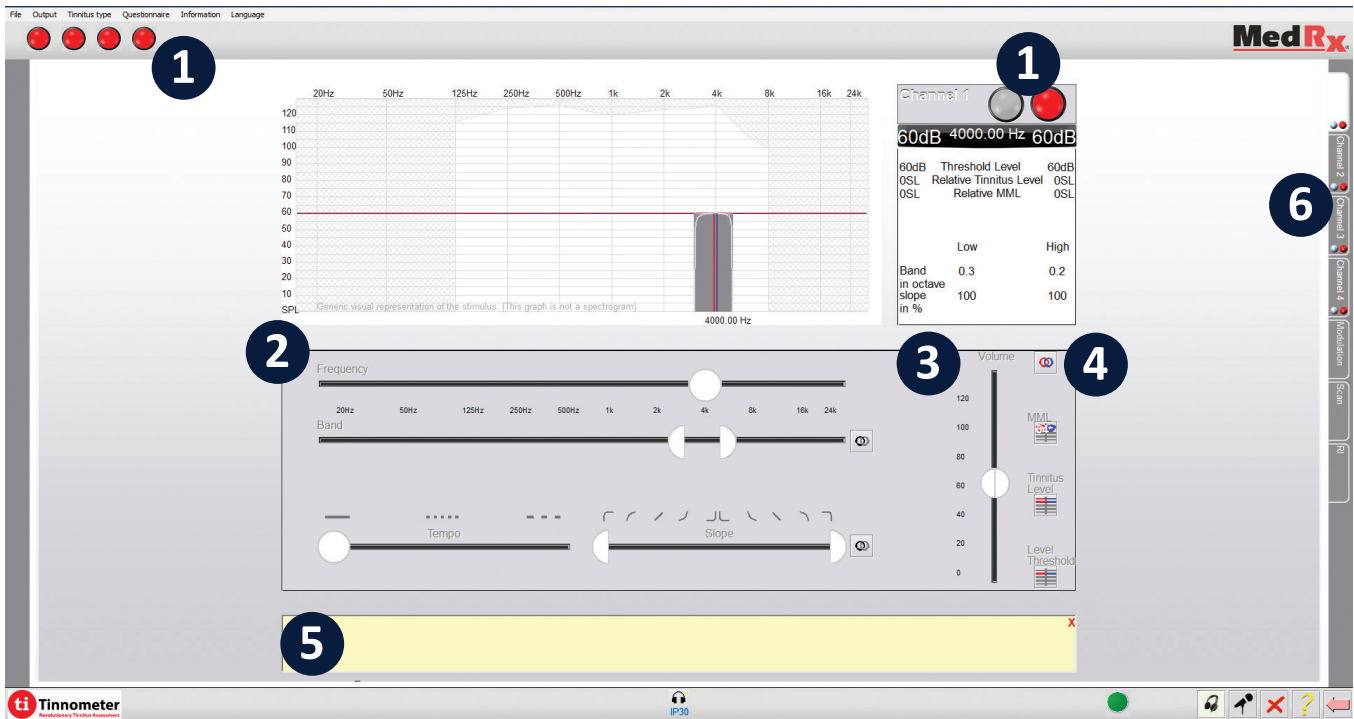 File Output Tinnitus type Questionnaire Information Language
MedRx
1
1
20Hz 50Hz 125Hz 250Hz 500Hz 1k 2k 4k 8k 16k 24k
120
110
100
90
80
70
60
50
40
30
20
10
SPL
Generic visual representation of the stimulus. (This graph is not a spectrogram)
4000.00 Hz
Channel 1
60dB 4000.00 Hz 60dB
60dB Threshold Level 60dB
0SL Relative Tinnitus Level 0SL
0SL Relative MML 0SL
Low High
Band 0.3 0.2
in octave
slope 100 100
in %
Channel 2
6
Channel 3
Channel 4
Modulation
Scan
RI
2
Frequency
20Hz 50Hz 125Hz 250Hz 500Hz 1k 2k 4k 8k 16k 24k
Band
Tempo
Slope
3
Volume
4
120
100
80
60
40
20
0
MML
Tinnitus
Level
Level
Threshold
5
X
ti Tinnometer
Revolutionary Tinnitus Assessment
IP30
?